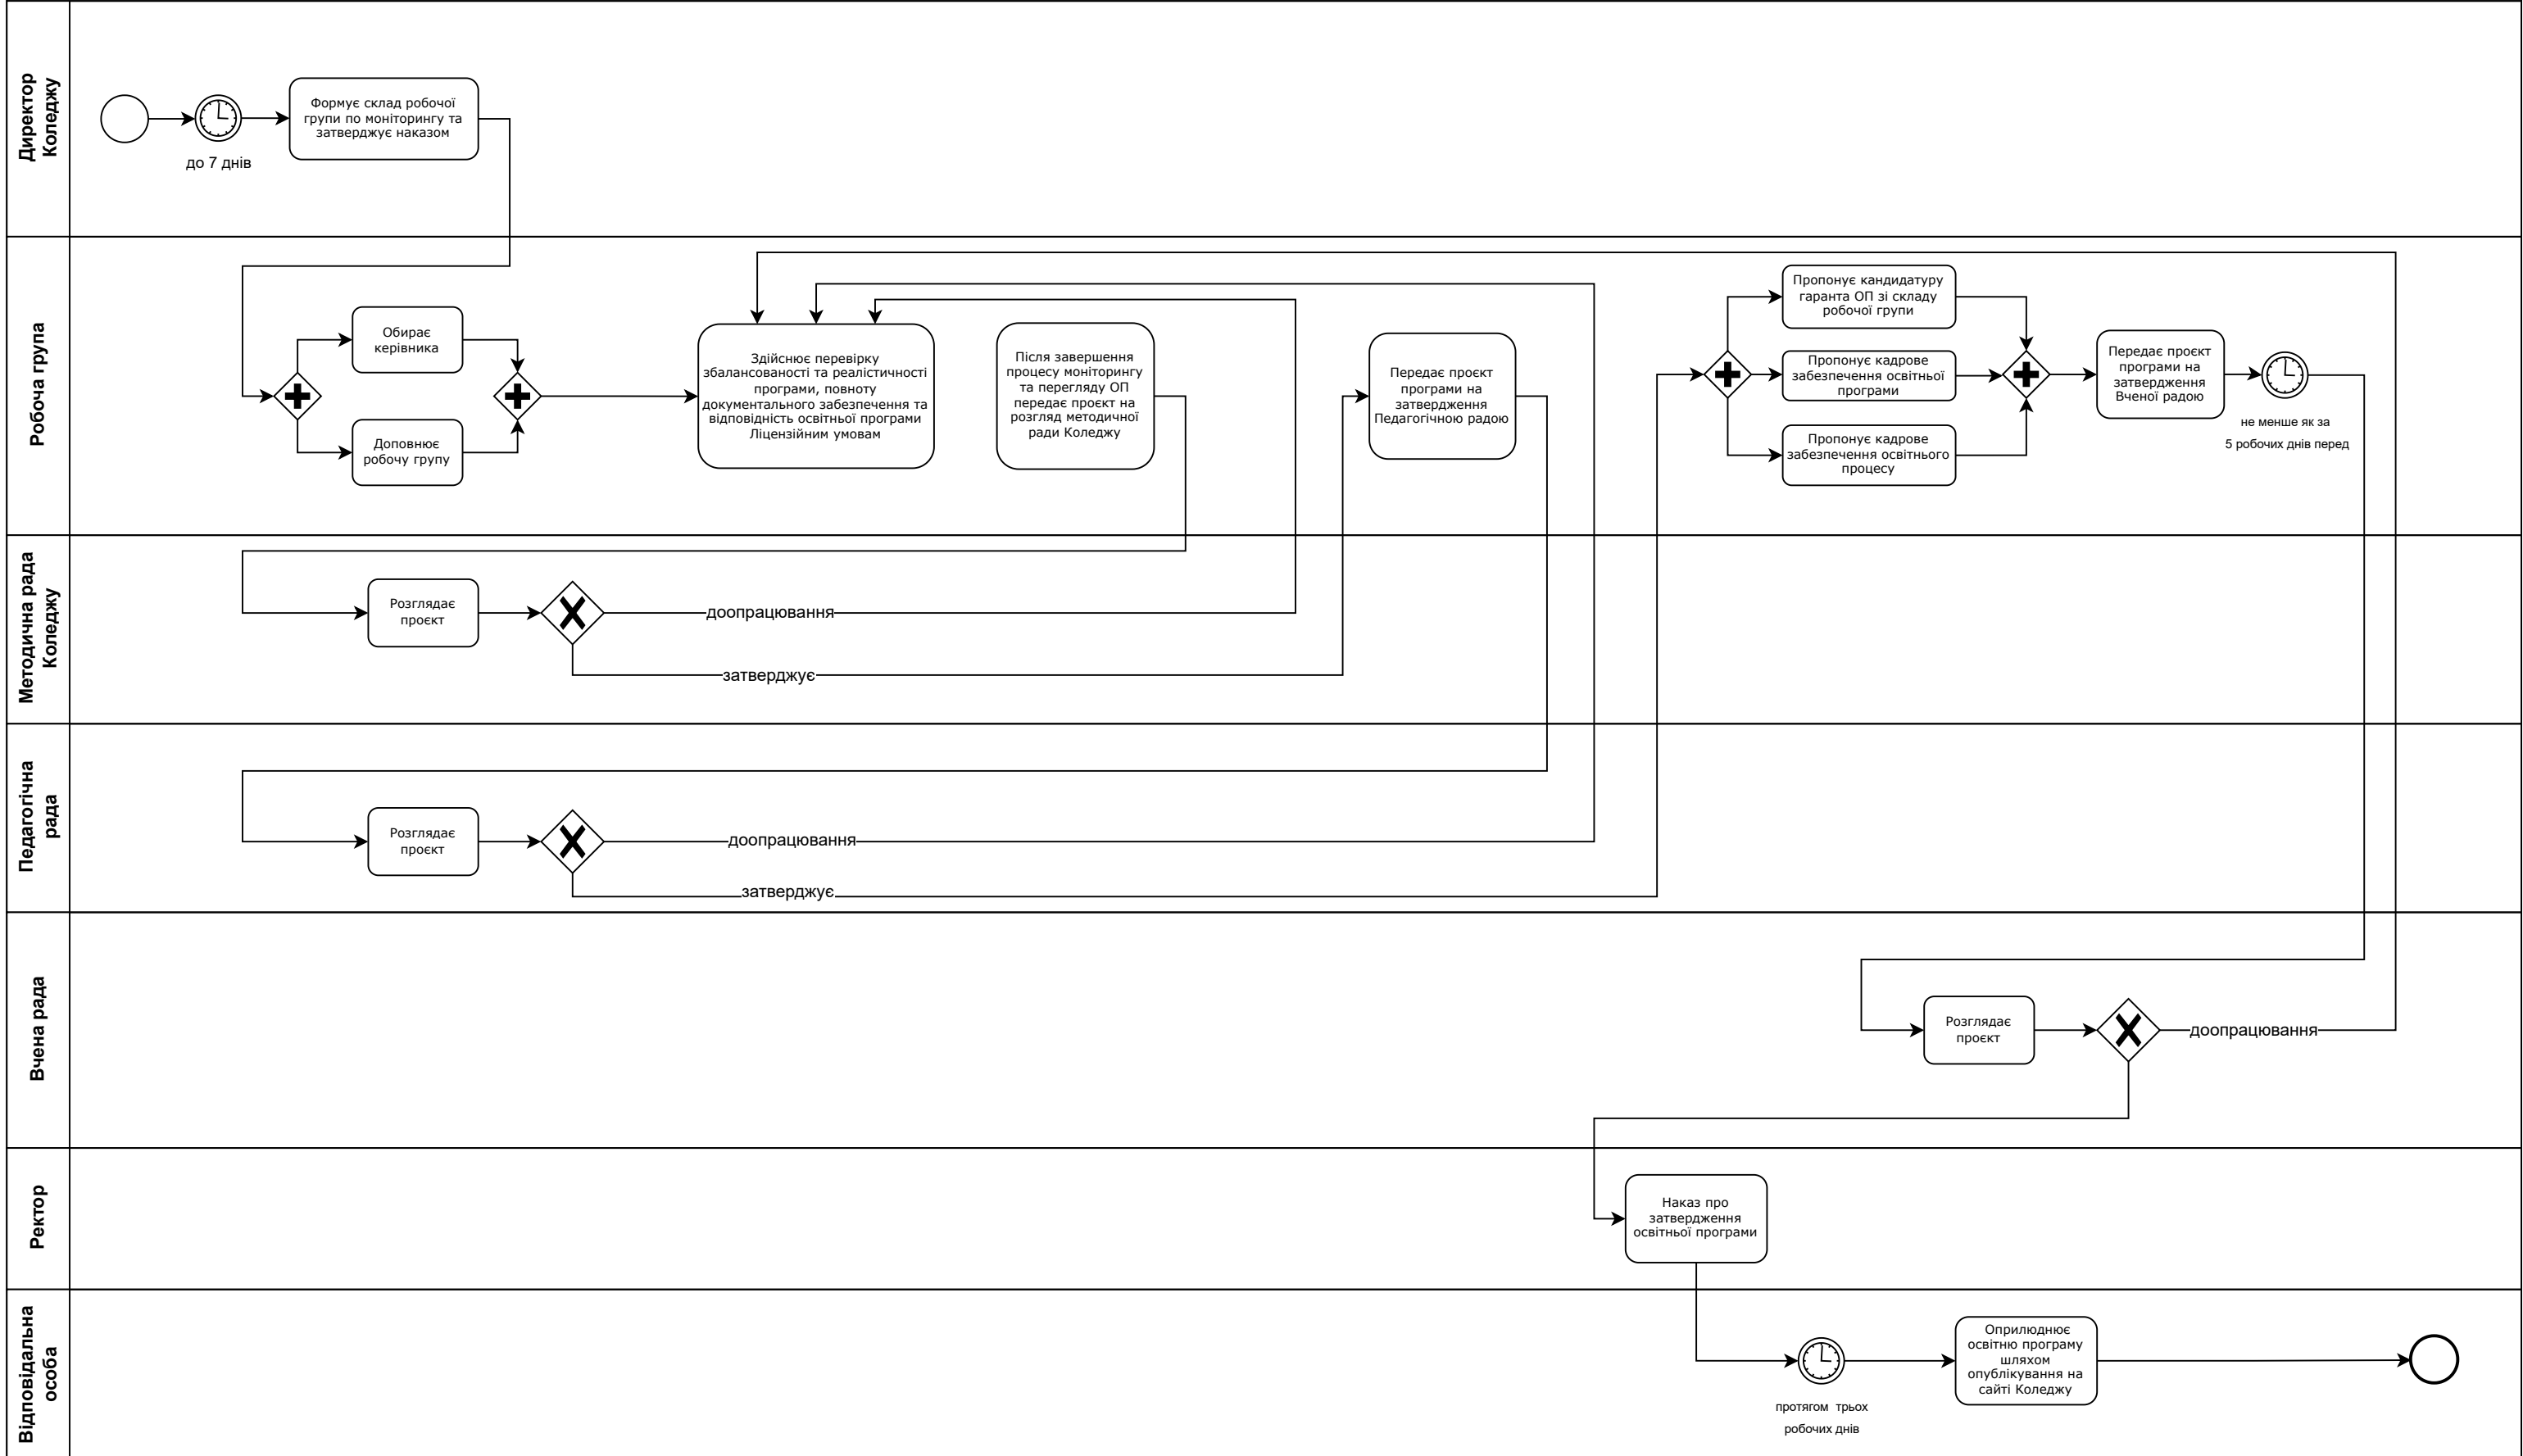 Директор
Коледжу
Формує склад робочої
групи по моніторингу та
затверджує наказом
до 7 днів
Робоча група
Обирає
керівника
Доповнює
робочу групу
Здійснює перевірку
збалансованості та реалістичності
програми, повноту
документального забезпечення та
відповідність освітньої програми
Ліцензійним умовам
Після завершення
процесу моніторингу
та перегляду ОП
передає проєкт на
розгляд методичної
ради Коледжу
Передає проєкт
програми на
затвердження
Педагогічною радою
Пропонує кандидатуру
гаранта ОП зі складу
робочої групи
Пропонує кадрове
забезпечення освітньої
програми
Пропонує кадрове
забезпечення освітнього
процесу
Передає проєкт
програми на
затвердження
Вченої радою
не менше як за
5 робочих днів перед
Методична рада
Коледжу
Розглядає
проєкт
доопрацювання
затверджує
Педагогічна
рада
Розглядає
проєкт
доопрацювання
затверджує
Вчена рада
Розглядає
проєкт
доопрацювання
Ректор
Наказ про
затвердження
освітньої програми
Відповідальна
особа
протягом трьох
робочих днів
Оприлюднює
освітню програму
шляхом
опублікування на
сайті Коледжу